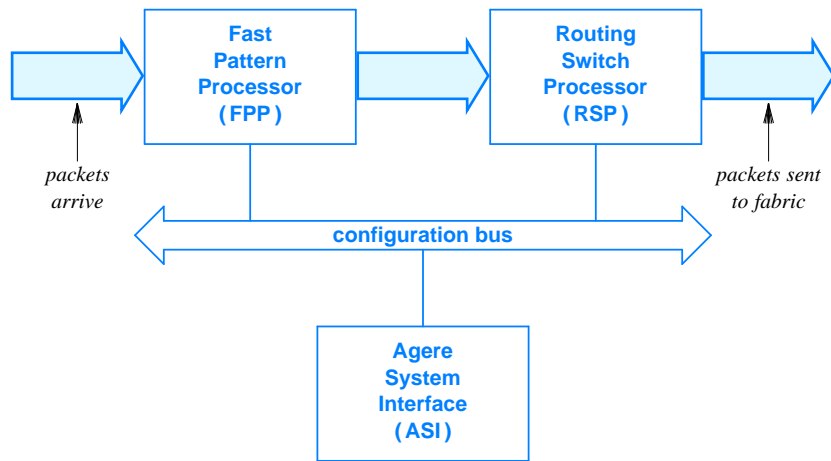 Fast
Pattern
Processor
(FPP)
Routing
Switch
Processor
(RSP)
packets
arrive
packets sent
to fabric
configuration bus
Agere
System
Interface
(ASI)